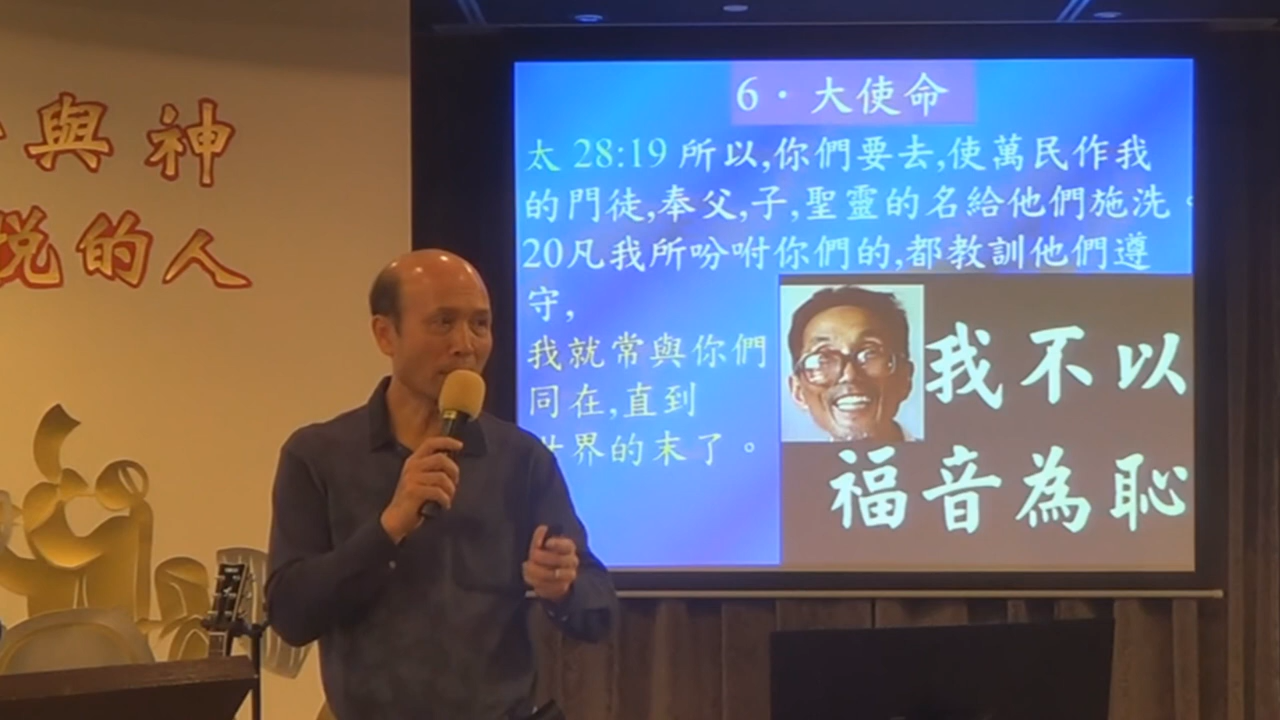 與神
悦的人
6·大使命
太 28:19 所以,你們要去,使萬民作我
的門徒,奉父,子,聖靈的名給他們施洗。
20凡我所吩咐你們的,都教訓他們遵
守,
我就常與你們
同在,直到
世界的末了。
我不以
福音為恥